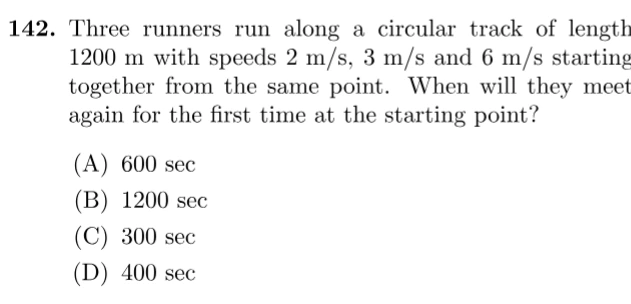 142. Three runners run along a circular track of length
1200 m with speeds 2 m/s, 3 m/s and 6 m/s starting
together from the same point. When will they meet
again for the first time at the starting point?
(A) 600 sec
(B) 1200 sec
(C) 300 sec
(D) 400 sec